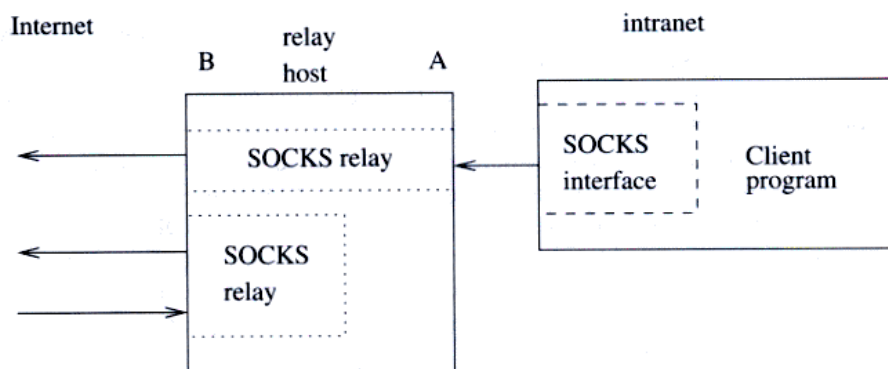 Internet
relay
host
intranet
B
A
SOCKS relay
SOCKS
interface
Client
program
SOCKS
relay